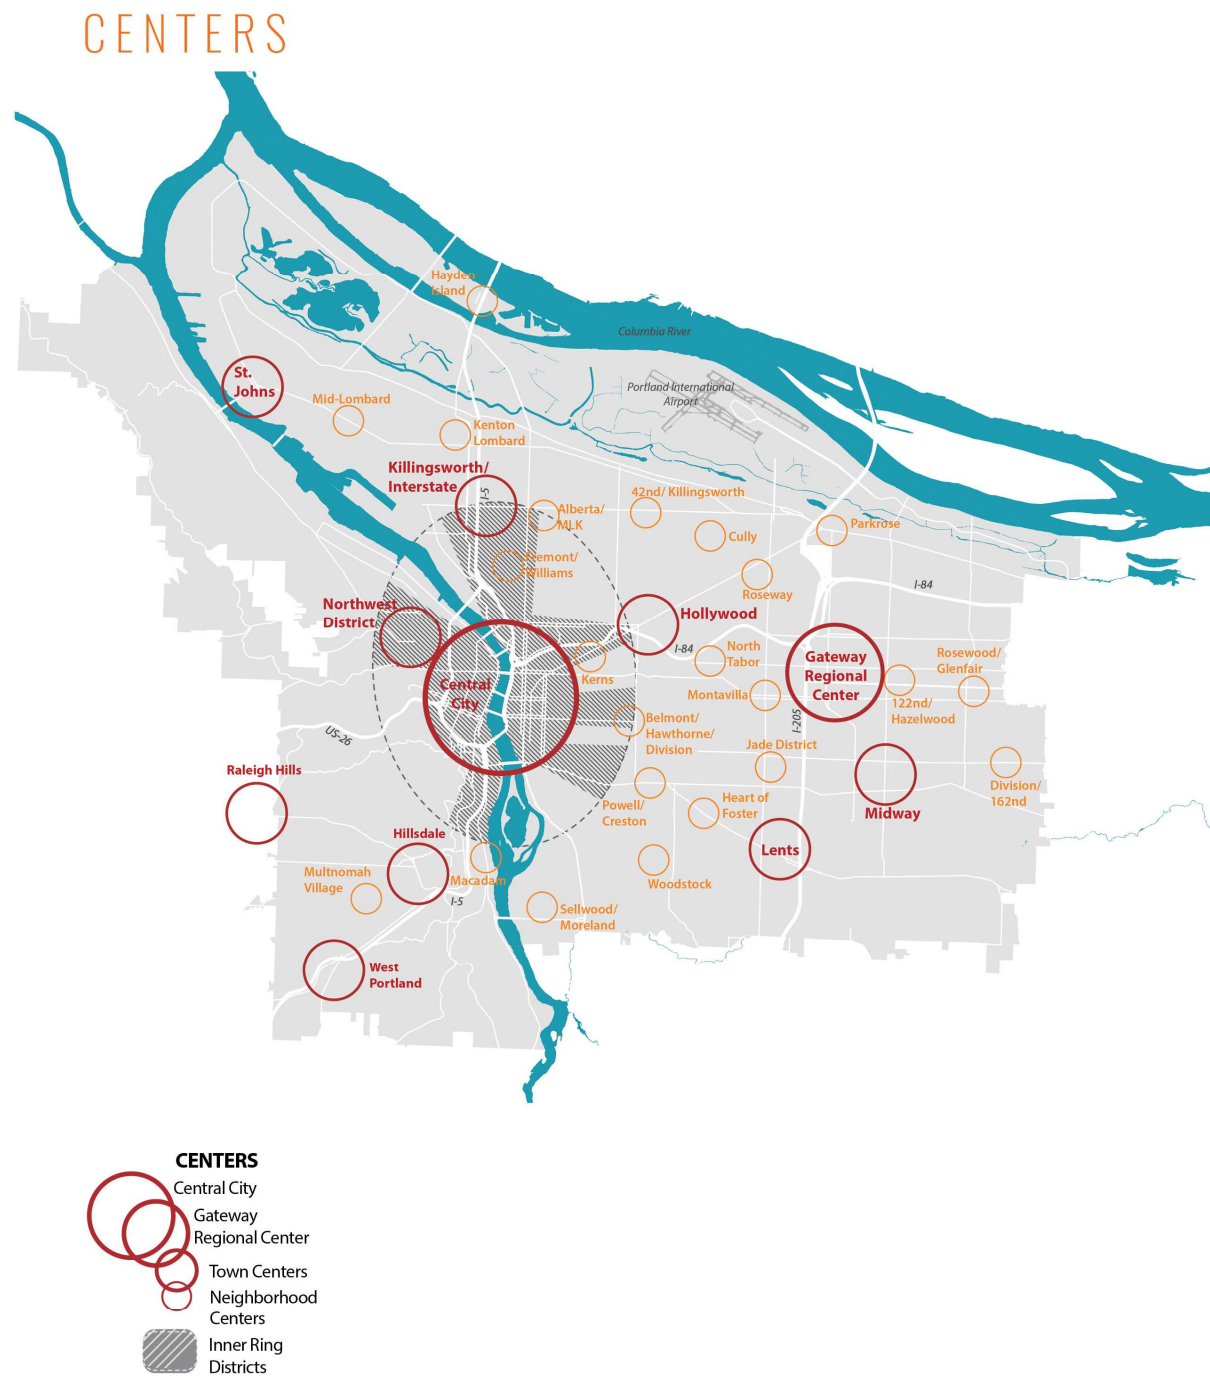 CENTERS
Hayden
Island
Columbia River
Portland International
Airport
St.
Johns
Mid-Lombard
Kenton
Lombard
Killingsworth/
Interstate
I-5
Alberta/
MLK
42nd/ Killingsworth
Cully
Parkrose
Fremont/
Williams
Roseway
I-84
Northwest
District
Hollywood
I-84
North
Tabor
Gateway
Regional
Center
Rosewood/
Glenfair
Kerns
Central
City
Montavilla
122nd/
Hazelwood
I-205
Belmont/
Hawthorne/
Division
US-26
Jade District
Raleigh Hills
Division/
162nd
Powell/
Creston
Heart of
Foster
Midway
Hillsdale
Lents
Multnomah
Village
Macadam
Woodstock
I-5
Sellwood/
Moreland
West
Portland
CENTERS
Central City
Gateway
Regional Center
Town Centers
Neighborhood
Centers
Inner Ring
Districts